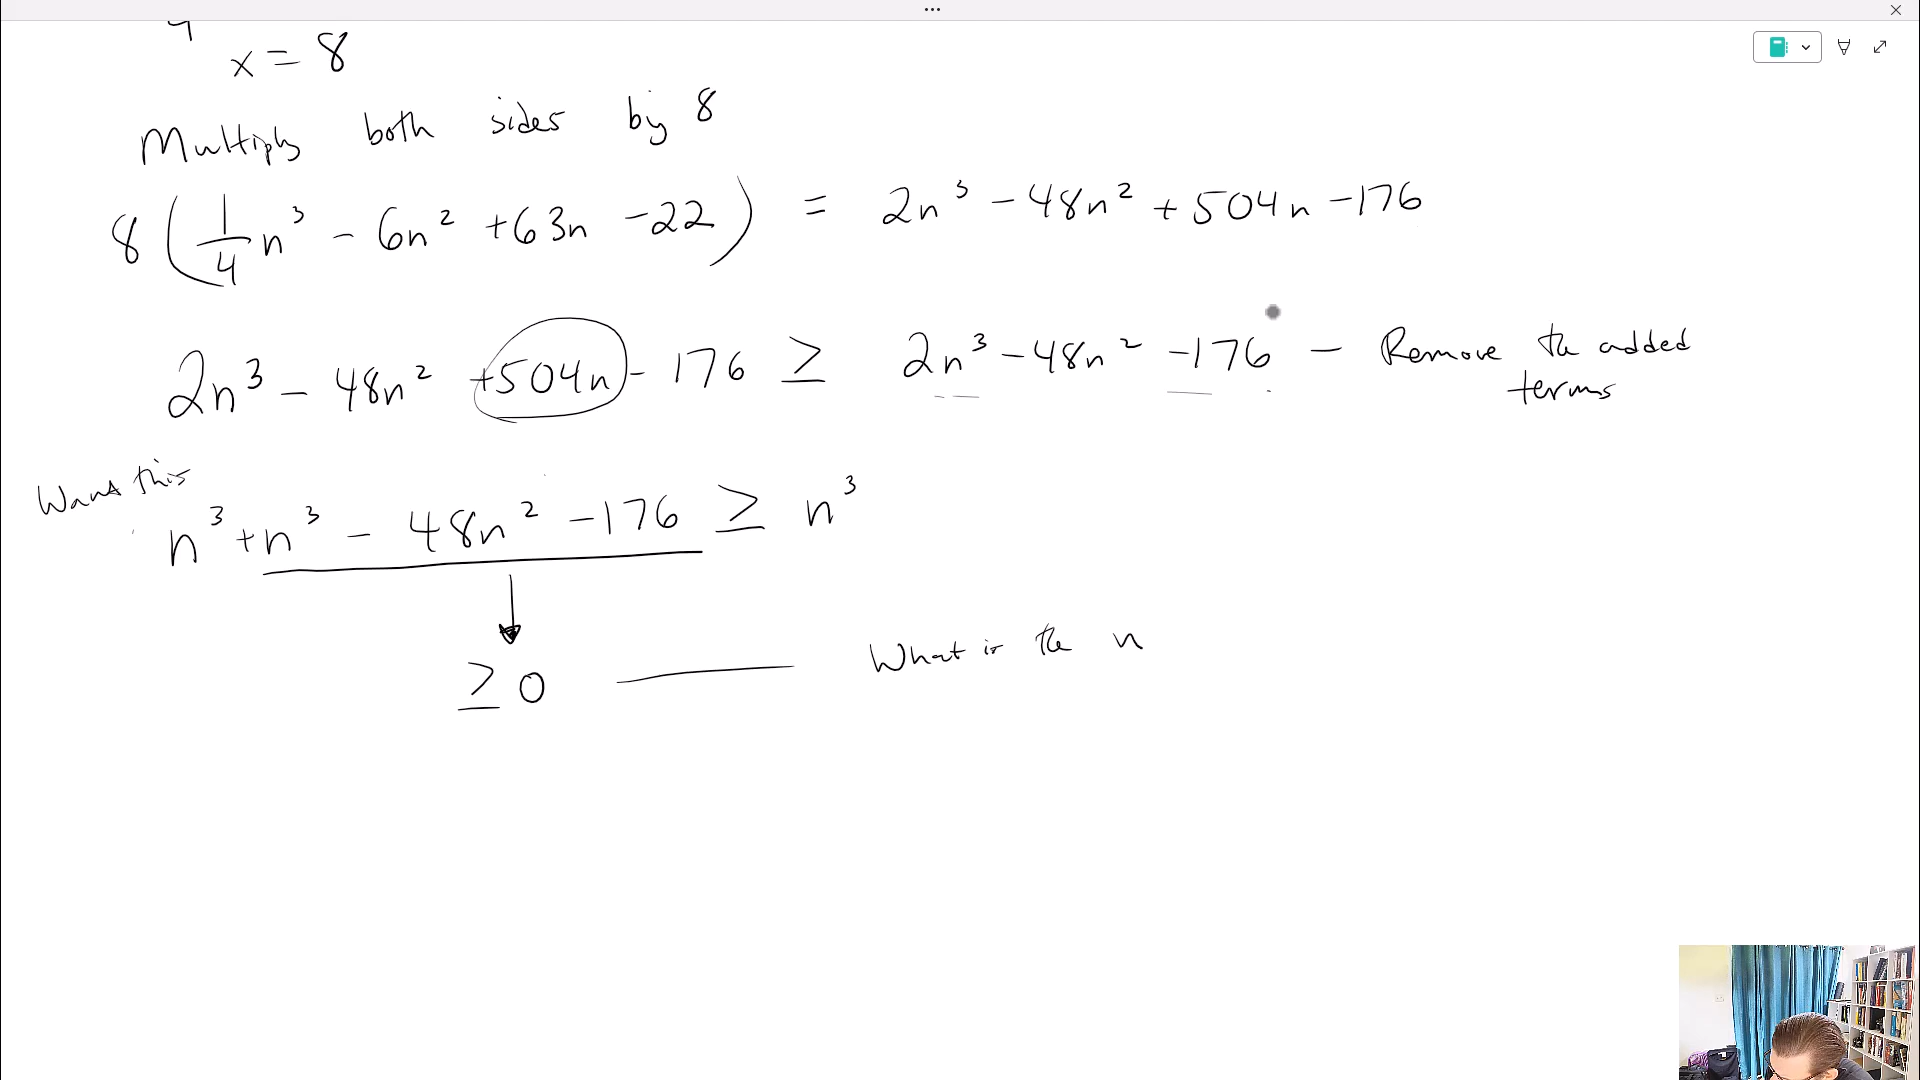 x = 8
Multiply both sides by 8
8(1/4 n³ - 6n² + 63n - 22) = 2n³ - 48n² + 504n - 176
2n³ - 48n² + 504n - 176 ≥ 2n³ - 48n² - 176 — Remove the added
terms
Want this
n³ + n³ - 48n² - 176 ≥ n³
≥ 0 — What is the n